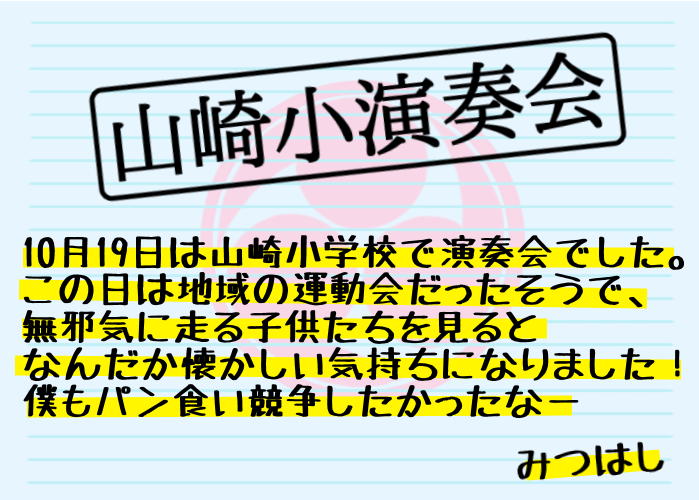 山崎小演奏会
10月19日は山崎小学校で演奏会でした。
この日は地域の運動会だったそうで、
無邪気に走る子供たちを見ると
なんだか懐かしい気持ちになりました！
僕もパン食い競争したかったなー
みつはし